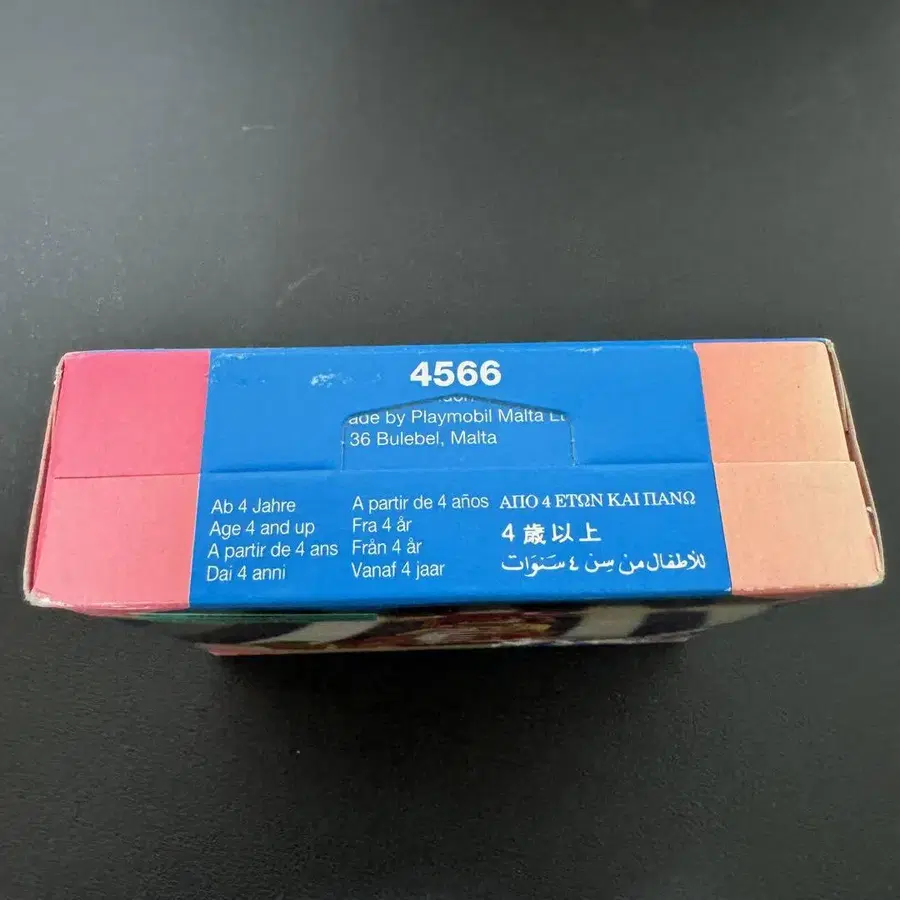 4566
ade by Playmobil Malta Lt
36 Bulebel, Malta
Ab 4 Jahre
Age 4 and up
A partir de 4 ans
Dai 4 anni
A partir de 4 años
Fra 4 år
Från 4 år
Vanaf 4 jaar
ΑΠΟ 4 ΕΤΩΝ ΚΑΙ ΠΑΝΩ
4 歳以上
للأطفال من سِن ٤ سَنوَات